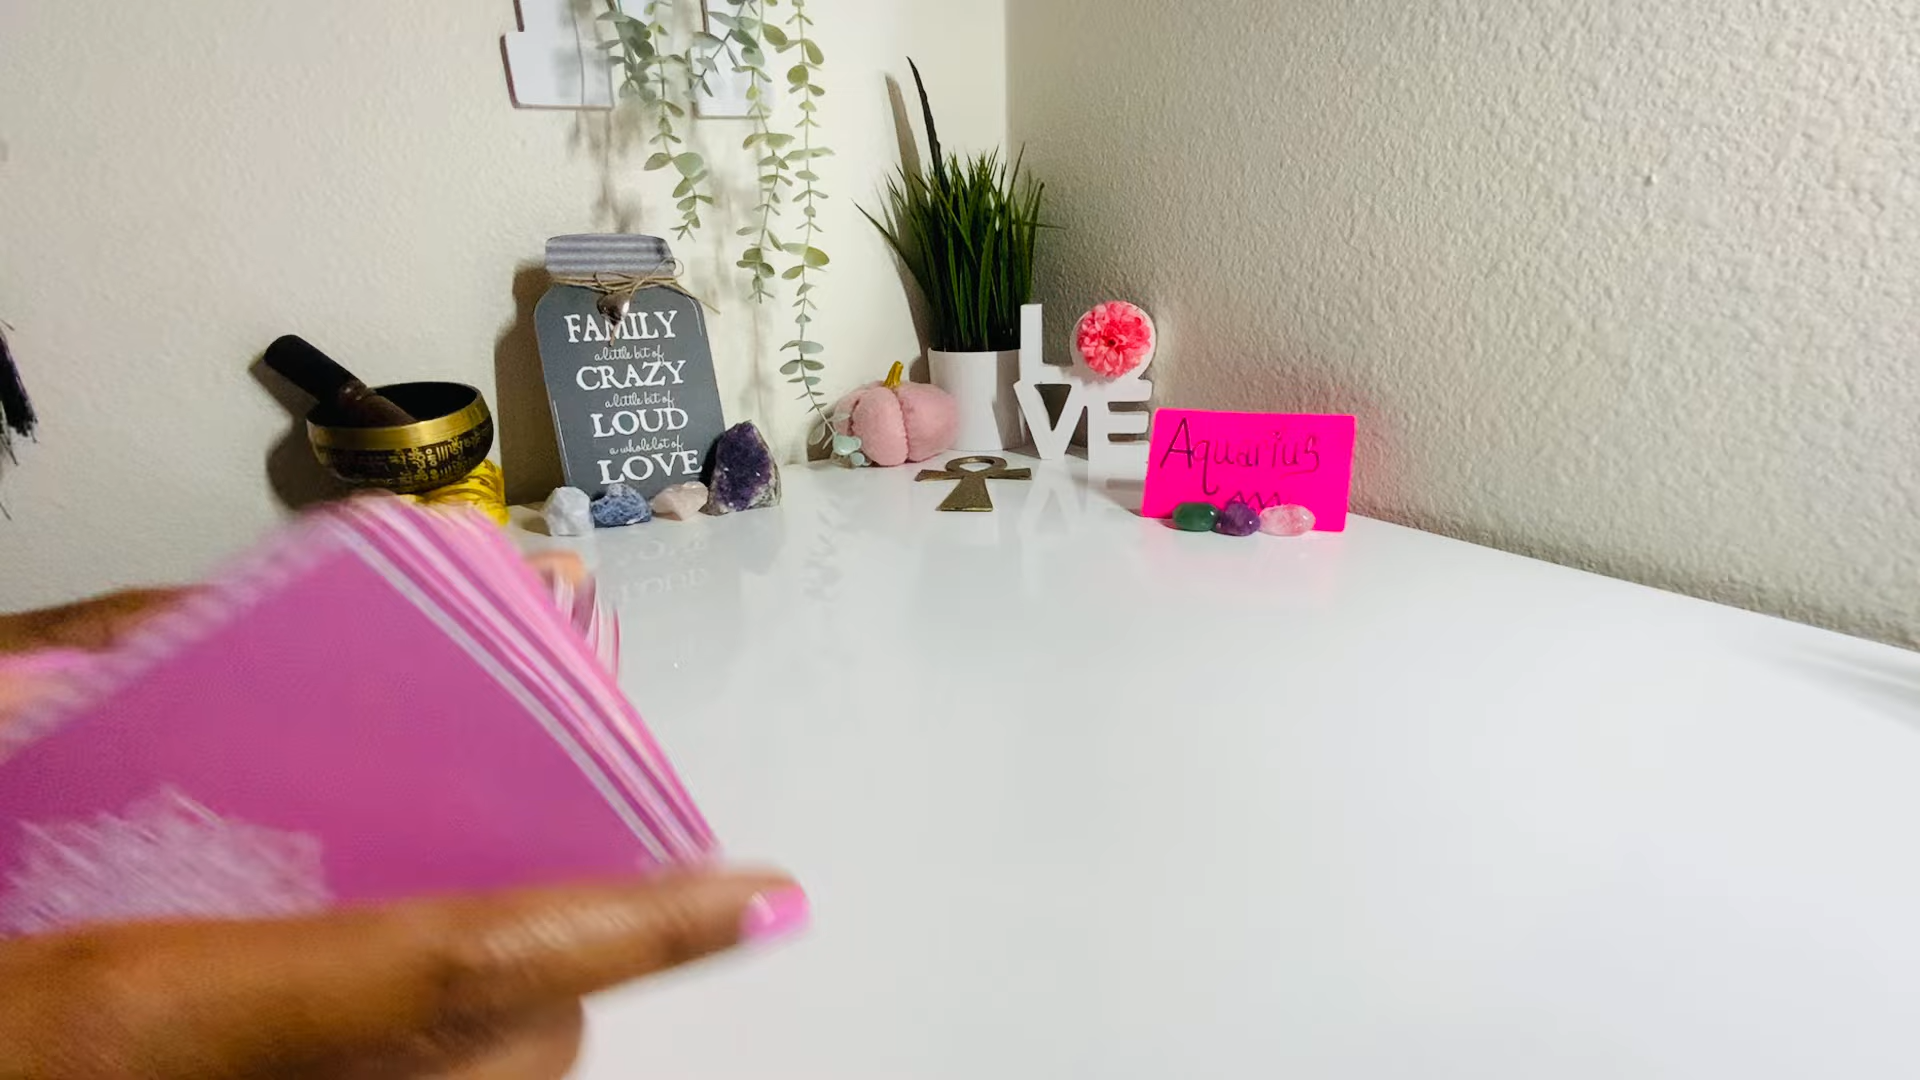 FAMILY
a little bit of
CRAZY
a little bit of
LOUD
a whole lot of
LOVE
LOVE
Aquarius